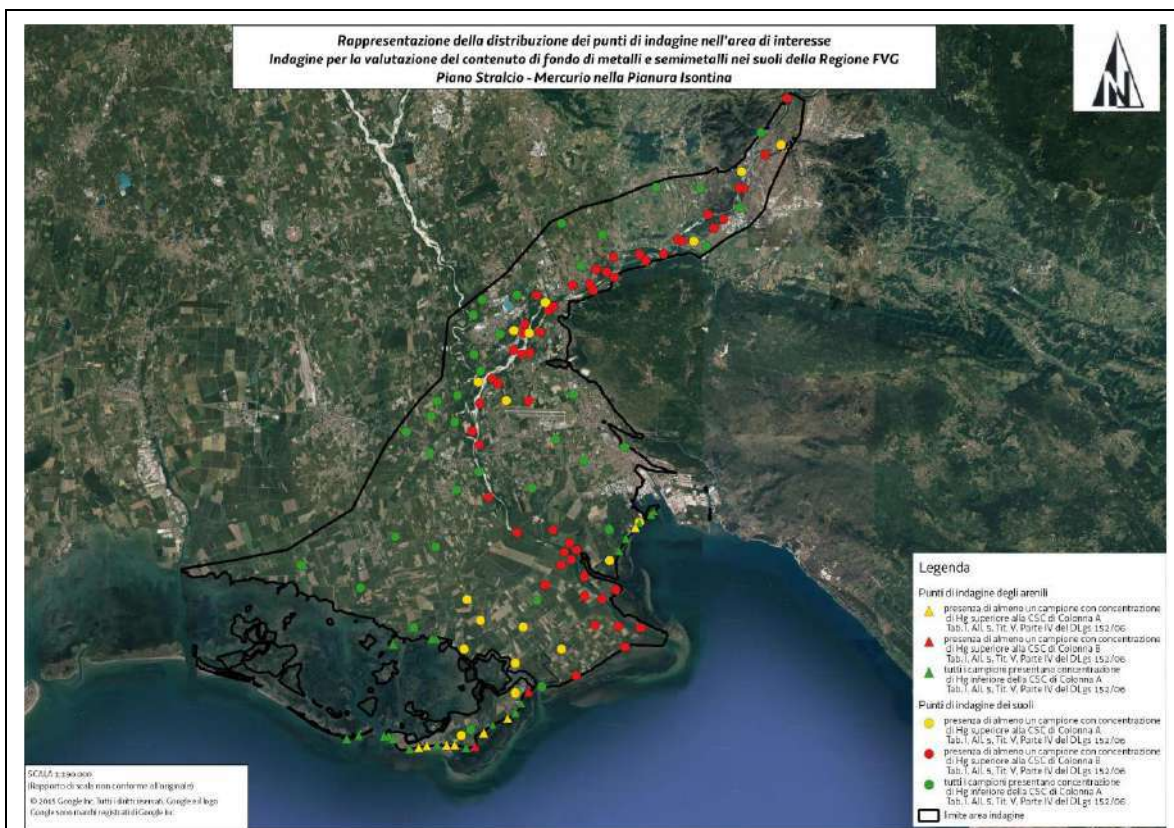 Rappresentazione della distribuzione dei punti di indagine nell'area di interesse
Indagine per la valutazione del contenuto di fondo di metalli e semimetalli nei suoli della Regione FVG
Piano Stralcio - Mercurio nella Pianura Isontina
N
Legenda
Punti di indagine degli arenili
presenza di almeno un campione con concentrazione
di Hg superiore alla CSC di Colonna A
Tab.1, All. 5, Tit. V, Parte IV del DLgs 152/06
presenza di almeno un campione con concentrazione
di Hg superiore alla CSC di Colonna B
Tab.1, All. 5, Tit. V, Parte IV del DLgs 152/06
tutti i campioni presentano concentrazione
di Hg inferiore della CSC di Colonna A
Tab.1, All. 5, Tit. V, Parte IV del DLgs 152/06
Punti di indagine dei suoli
presenza di almeno un campione con concentrazione
di Hg superiore alla CSC di Colonna A
Tab.1, All. 5, Tit. V, Parte IV del DLgs 152/06
presenza di almeno un campione con concentrazione
di Hg superiore alla CSC di Colonna B
Tab.1, All. 5, Tit. V, Parte IV del DLgs 152/06
tutti i campioni presentano concentrazione
di Hg inferiore della CSC di Colonna A
Tab.1, All. 5, Tit. V, Parte IV del DLgs 152/06
limite area indagine
SCALA
(Rapporto di scala non conforme all'originale)
© 2015 Google Inc. Tutti i diritti riservati. Google e il logo
Google sono marchi registrati di Google Inc.